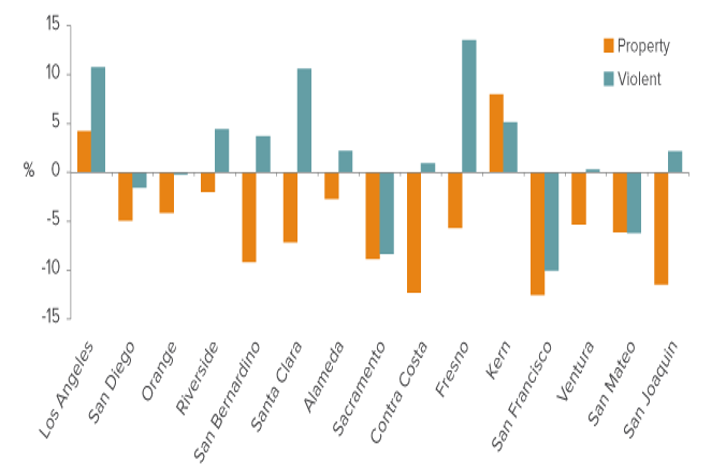 15
10
5
0
-5
-10
-15
%
Property
Violent
Los Angeles
San Diego
Orange
Riverside
San Bernardino
Santa Clara
Alameda
Sacramento
Contra Costa
Fresno
Kern
San Francisco
Ventura
San Mateo
San Joaquin